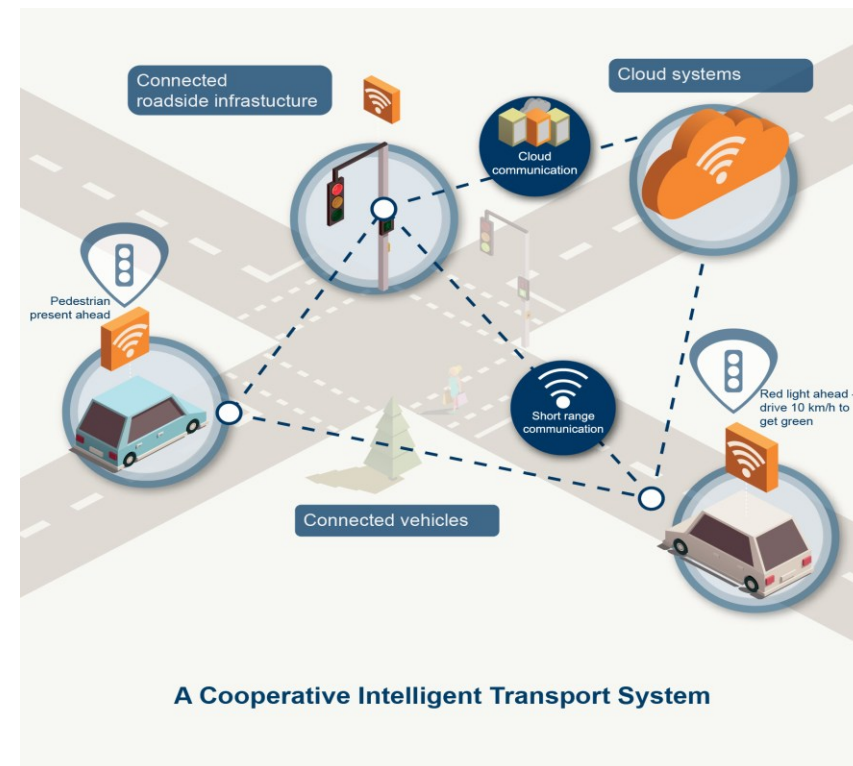 Connected
roadside infrastucture
Cloud systems
Cloud
communication
Pedestrian
present ahead
Red light ahead -
drive 10 km/h to
get green
Short range
communication
Connected vehicles
A Cooperative Intelligent Transport System